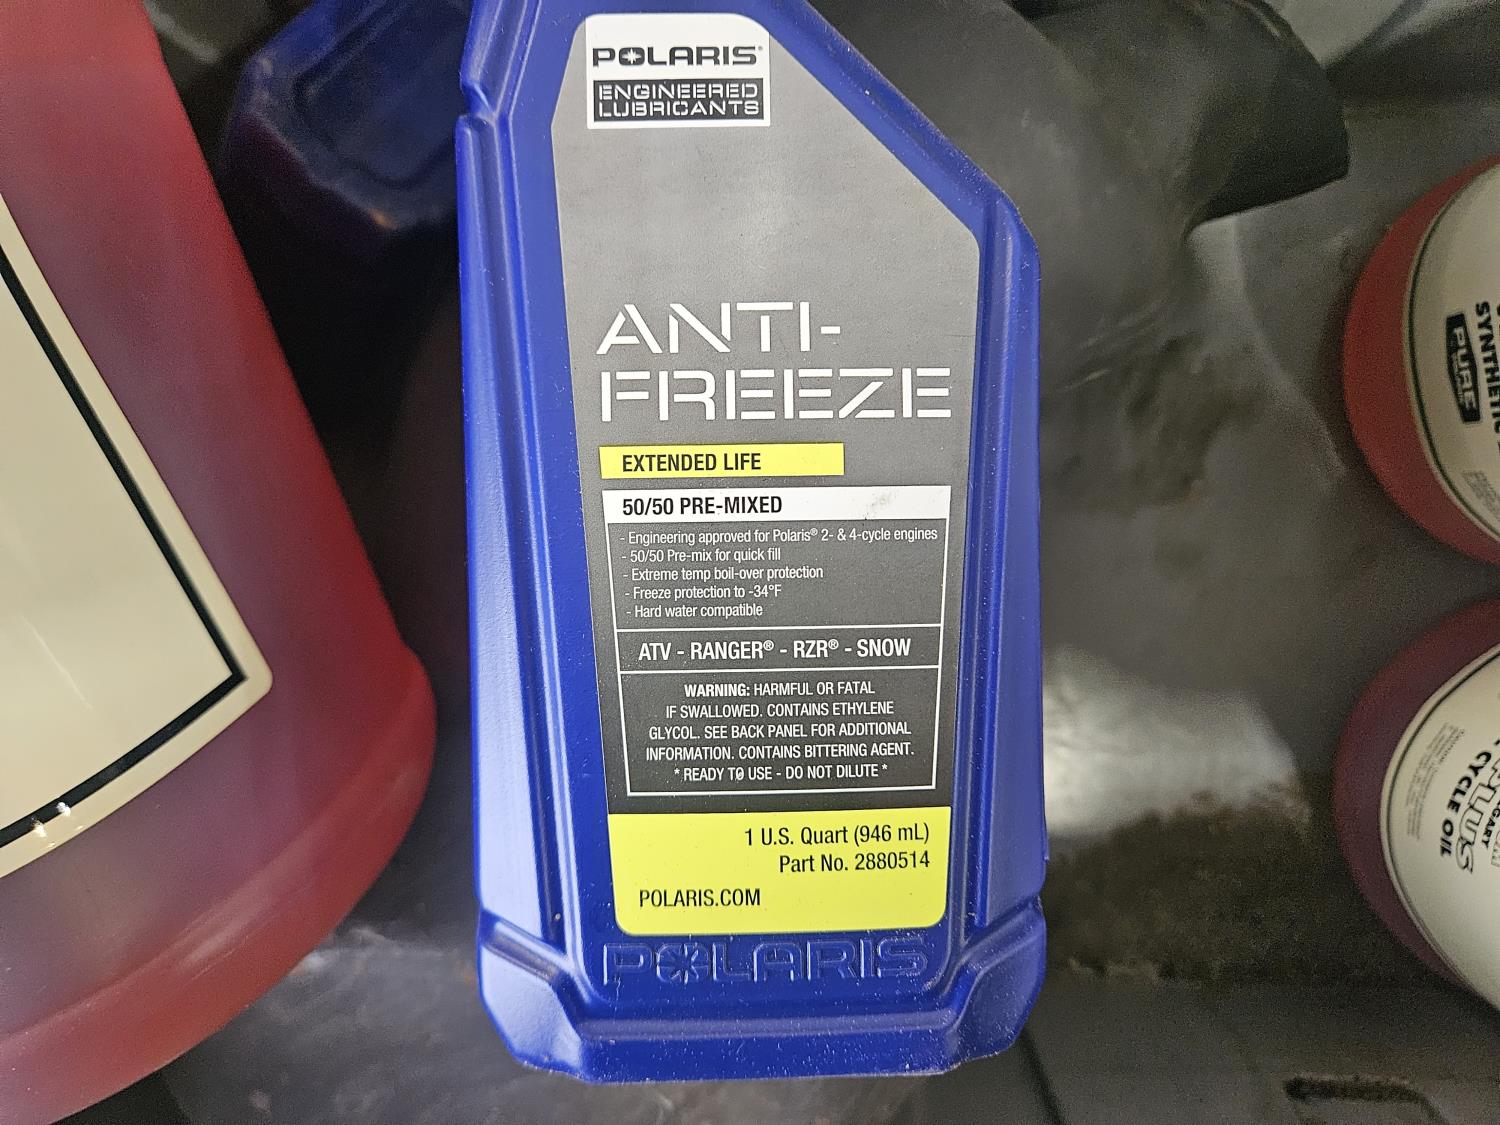 POLARIS®
ENGINEERED
LUBRICANTS
ANTI-
FREEZE
EXTENDED LIFE
50/50 PRE-MIXED
- Engineering approved for Polaris® 2- & 4-cycle engines
- 50/50 Pre-mix for quick fill
- Extreme temp boil-over protection
- Freeze protection to -34°F
- Hard water compatible
ATV - RANGER® - RZR® - SNOW
WARNING: HARMFUL OR FATAL
IF SWALLOWED. CONTAINS ETHYLENE
GLYCOL. SEE BACK PANEL FOR ADDITIONAL
INFORMATION. CONTAINS BITTERING AGENT.
* READY TO USE - DO NOT DILUTE *
1 U.S. Quart (946 mL)
Part No. 2880514
POLARIS.COM
POLARIS
SYNTHETIC
PURE
CYCLE OIL